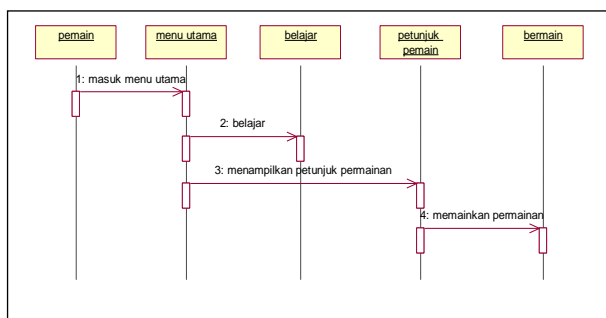 pemain
menu utama
belajar
petunjuk
pemain
bermain
1: masuk menu utama
2: belajar
3: menampilkan petunjuk permainan
4: memainkan permainan